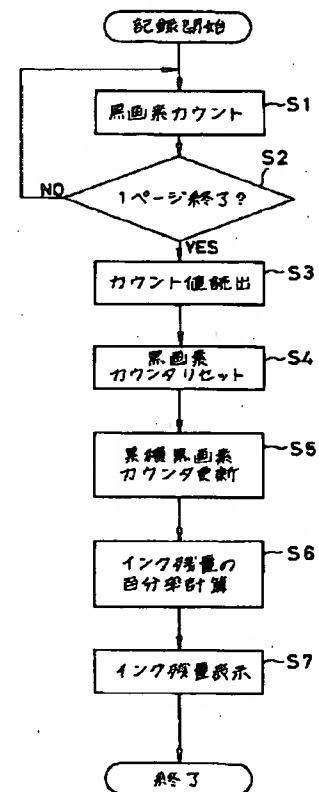 記録開始
黒画素カウント
S1
S2
1ページ終了?
NO
YES
カウント値読出
S3
黒画素
カウンタリセット
S4
累積黒画素
カウンタ更新
S5
インク残量の
百分率計算
S6
インク残量表示
S7
終了